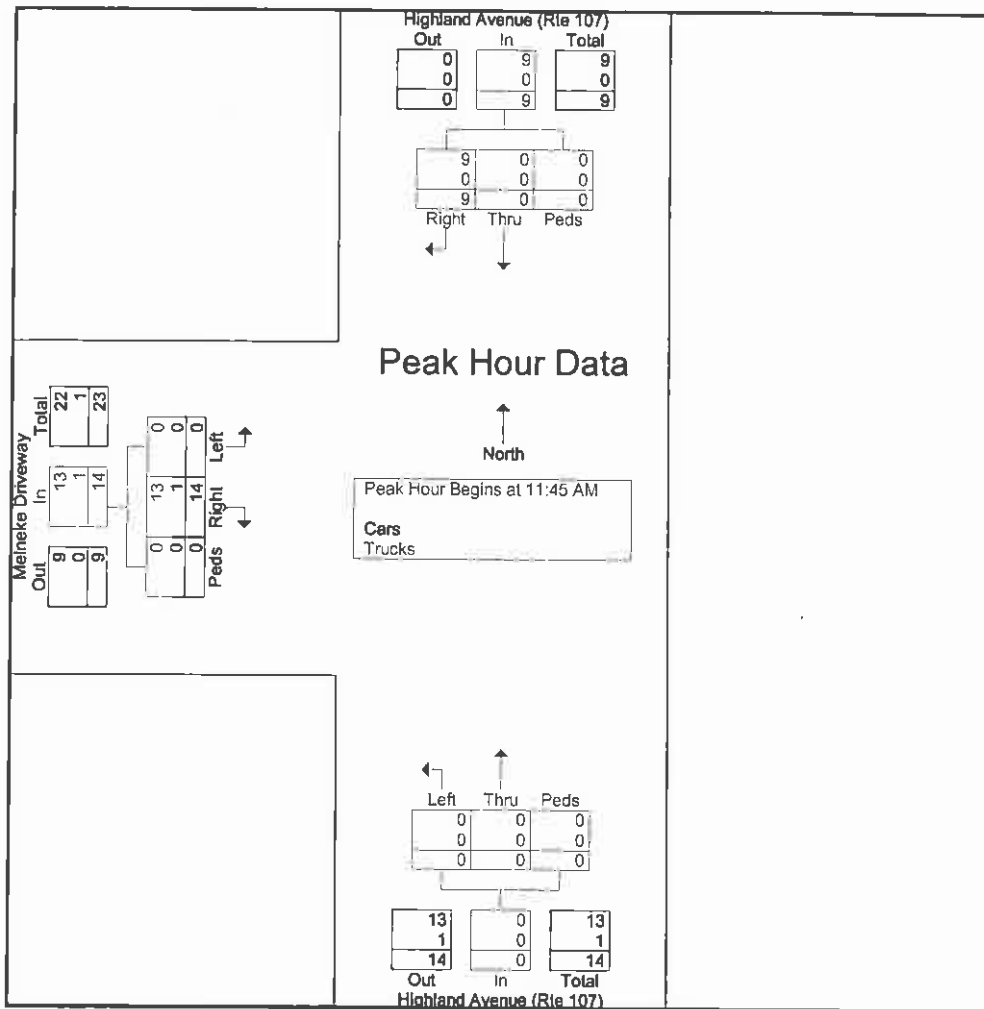 Highland Avenue (Rte 107)
Out In Total
0 9 9
0 0 0
0 9 9
9 0 0
0 0 0
9 0 0
Right Thru Peds
Peak Hour Data
North
Peak Hour Begins at 11:45 AM
Cars
Trucks
Meineke Driveway
Out In Total
9 13 22
0 1 1
9 14 23
0 13 0
0 1 0
0 14 0
Peds Right Left
Left Thru Peds
0 0 0
0 0 0
0 0 0
13 0 13
1 0 1
14 0 14
Out In Total
Highland Avenue (Rte 107)